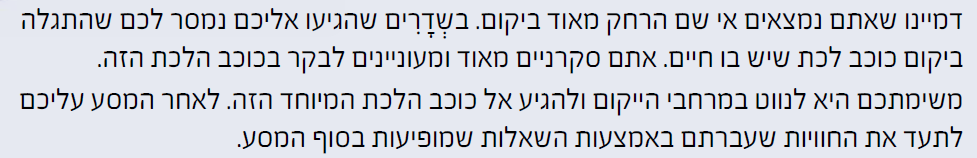 דמיינו שאתם נמצאים אי שם הרחק מאוד ביקום. בשְדָרִים שהגיעו אליכם נמסר לכם שהתגלה
ביקום כוכב לכת שיש בו חיים. אתם סקרניים מאוד ומעוניינים לבקר בכוכב הלכת הזה.
משימתכם היא לנווט במרחבי הייקום ולהגיע אל כוכב הלכת המיוחד הזה. לאחר המסע עליכם
לתעד את החוויות שעברתם באמצעות השאלות שמופיעות בסוף המסע.